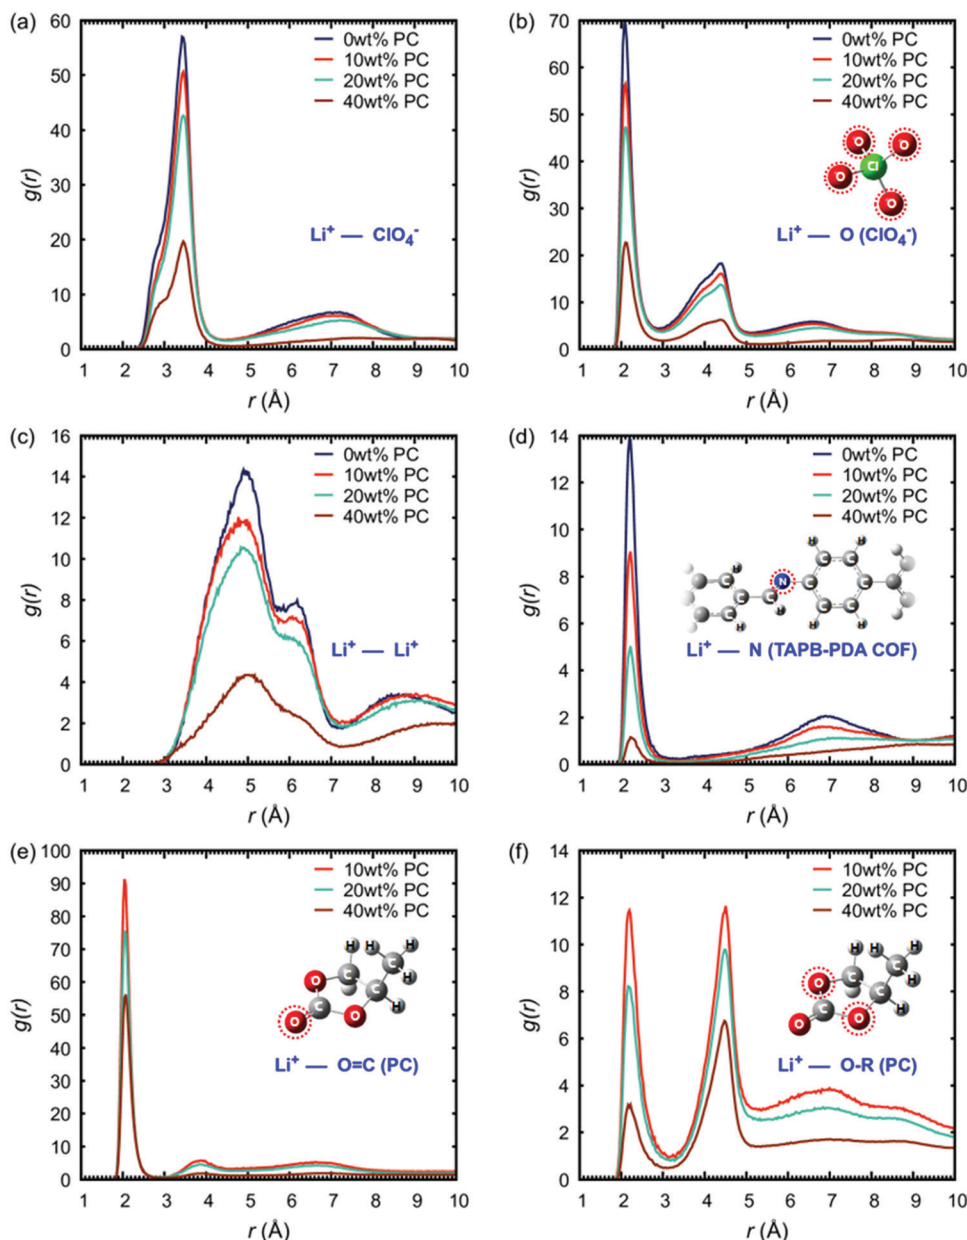 (a)
60
50
40
30
20
10
0
g(r)
0wt% PC
10wt% PC
20wt% PC
40wt% PC
Li⁺ — ClO₄⁻
1 2 3 4 5 6 7 8 9 10
r (Å)
(b)
70
60
50
40
30
20
10
0
g(r)
0wt% PC
10wt% PC
20wt% PC
40wt% PC
O O
Cl
O
O
Li⁺ — O (ClO₄⁻)
1 2 3 4 5 6 7 8 9 10
r (Å)
(c)
16
14
12
10
8
6
4
2
0
g(r)
0wt% PC
10wt% PC
20wt% PC
40wt% PC
Li⁺ — Li⁺
1 2 3 4 5 6 7 8 9 10
r (Å)
(d)
14
12
10
8
6
4
2
0
g(r)
0wt% PC
10wt% PC
20wt% PC
40wt% PC
H H H H
C C N C C C C
C C C H C C
H H H
Li⁺ — N (TAPB-PDA COF)
1 2 3 4 5 6 7 8 9 10
r (Å)
(e)
100
90
80
70
60
50
40
30
20
10
0
g(r)
10wt% PC
20wt% PC
40wt% PC
H H H
C C
O H
C C H
O O
Li⁺ — O=C (PC)
1 2 3 4 5 6 7 8 9 10
r (Å)
(f)
14
12
10
8
6
4
2
0
g(r)
10wt% PC
20wt% PC
40wt% PC
H H H
C C
O H
C C H
O O
Li⁺ — O-R (PC)
1 2 3 4 5 6 7 8 9 10
r (Å)